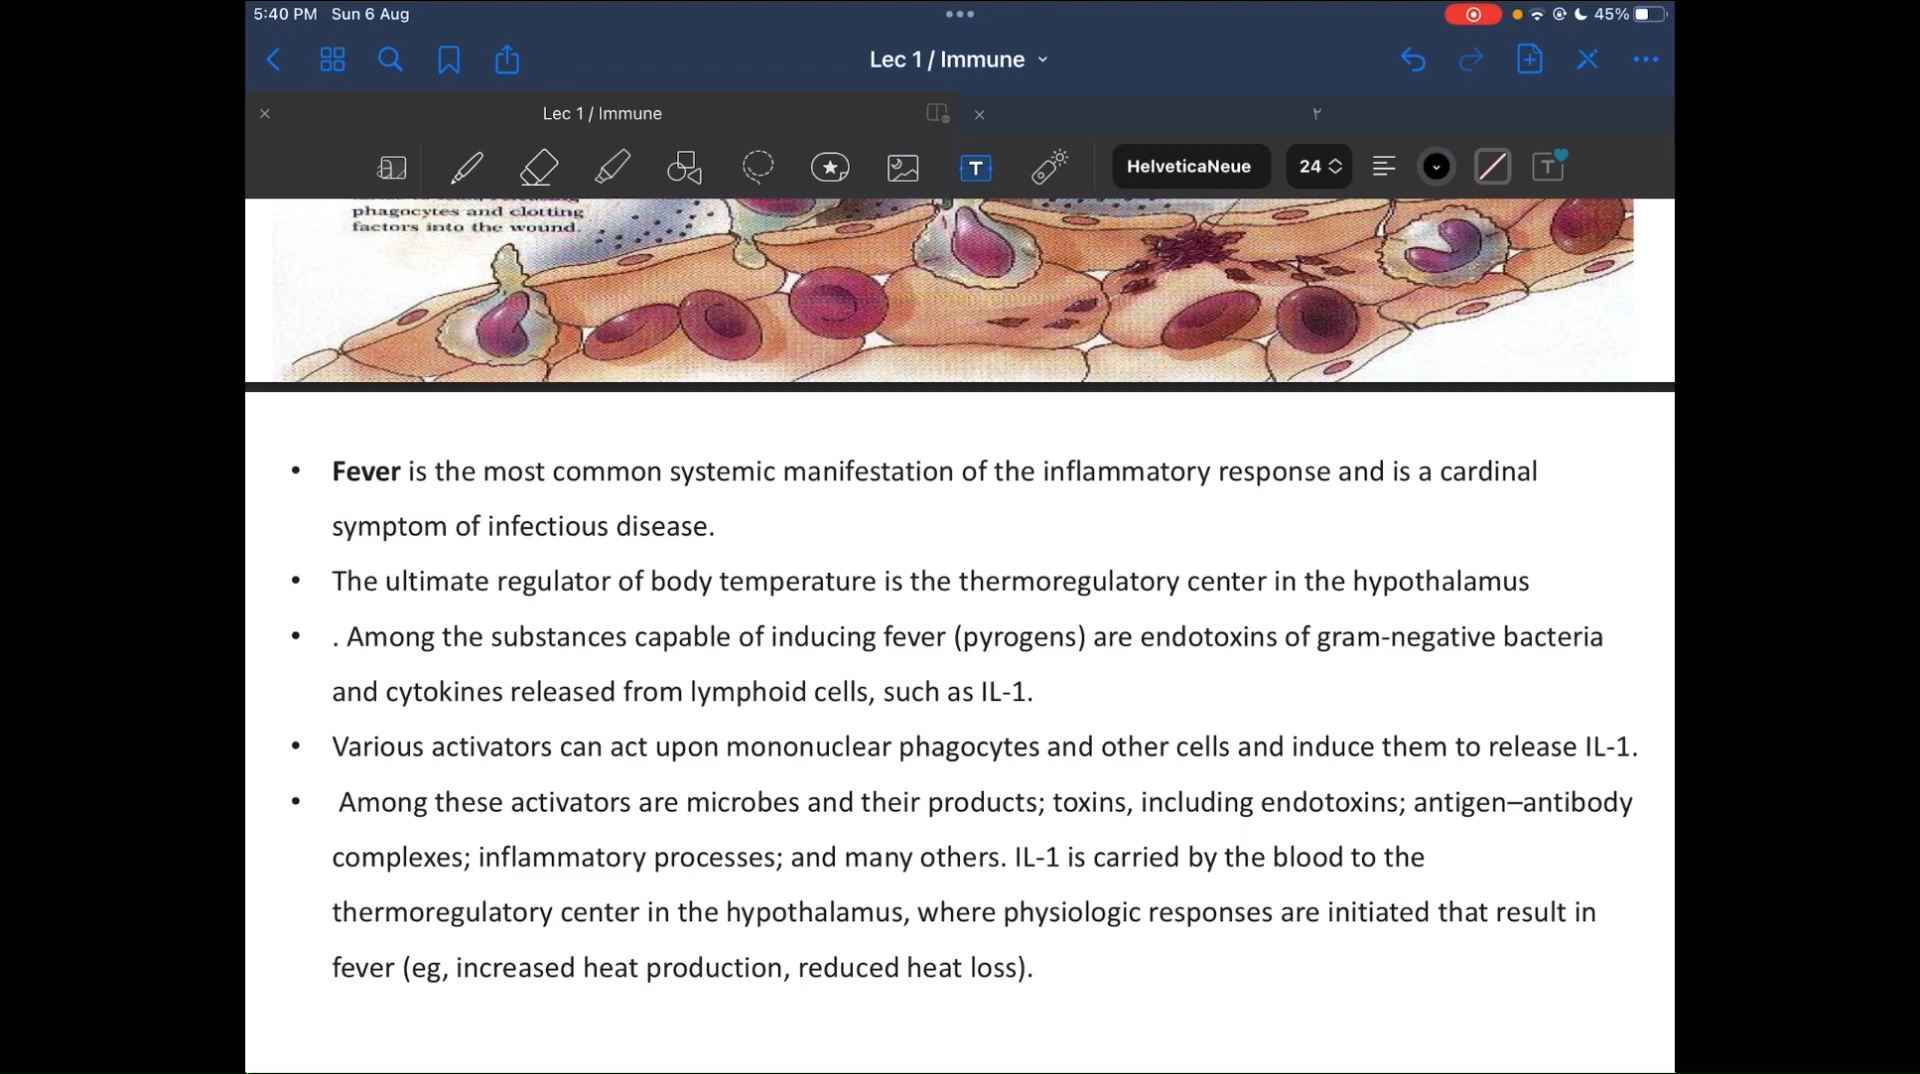 5:40 PM Sun 6 Aug
45%
Lec 1 / Immune
Lec 1 / Immune
٢
HelveticaNeue 24
phagocytes and clotting
factors into the wound.
• Fever is the most common systemic manifestation of the inflammatory response and is a cardinal
symptom of infectious disease.
• The ultimate regulator of body temperature is the thermoregulatory center in the hypothalamus
• . Among the substances capable of inducing fever (pyrogens) are endotoxins of gram-negative bacteria
and cytokines released from lymphoid cells, such as IL-1.
• Various activators can act upon mononuclear phagocytes and other cells and induce them to release IL-1.
• Among these activators are microbes and their products; toxins, including endotoxins; antigen–antibody
complexes; inflammatory processes; and many others. IL-1 is carried by the blood to the
thermoregulatory center in the hypothalamus, where physiologic responses are initiated that result in
fever (eg, increased heat production, reduced heat loss).